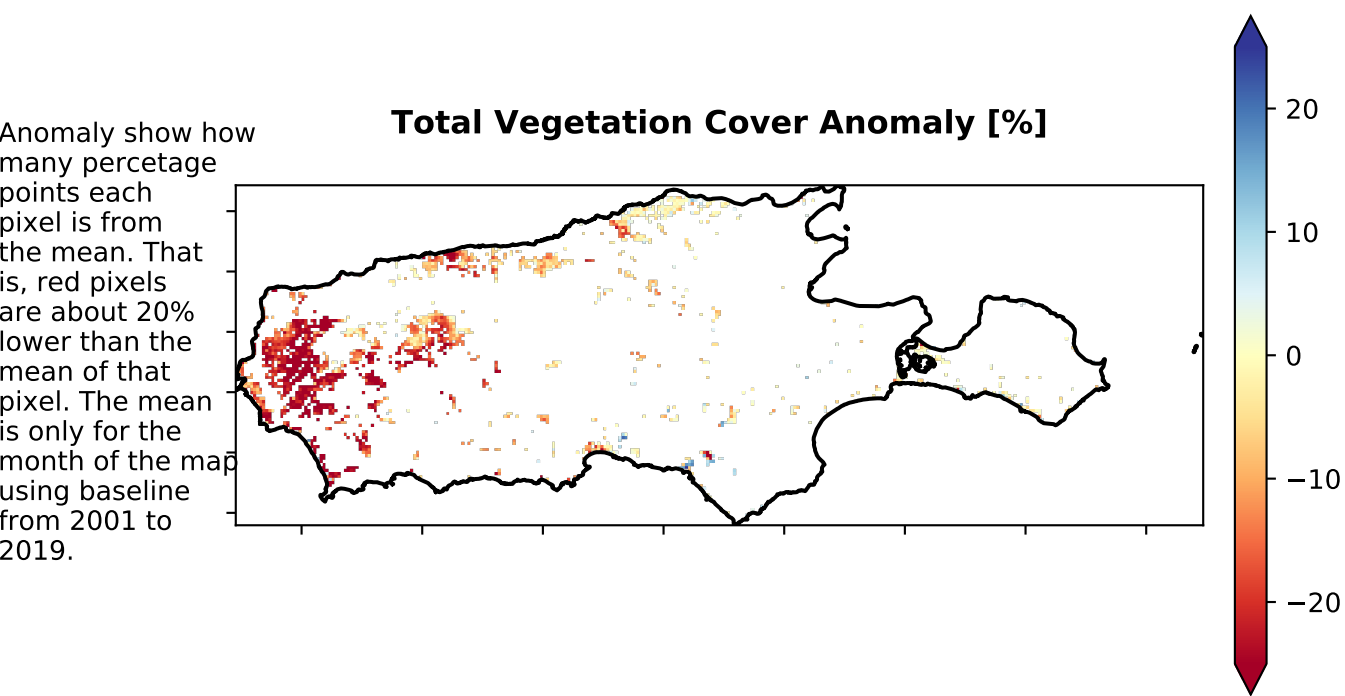 Total Vegetation Cover Anomaly [%]
Anomaly show how
many percetage
points each
pixel is from
the mean. That
is, red pixels
are about 20%
lower than the
mean of that
pixel. The mean
is only for the
month of the map
using baseline
from 2001 to
2019.
20
10
0
−10
−20